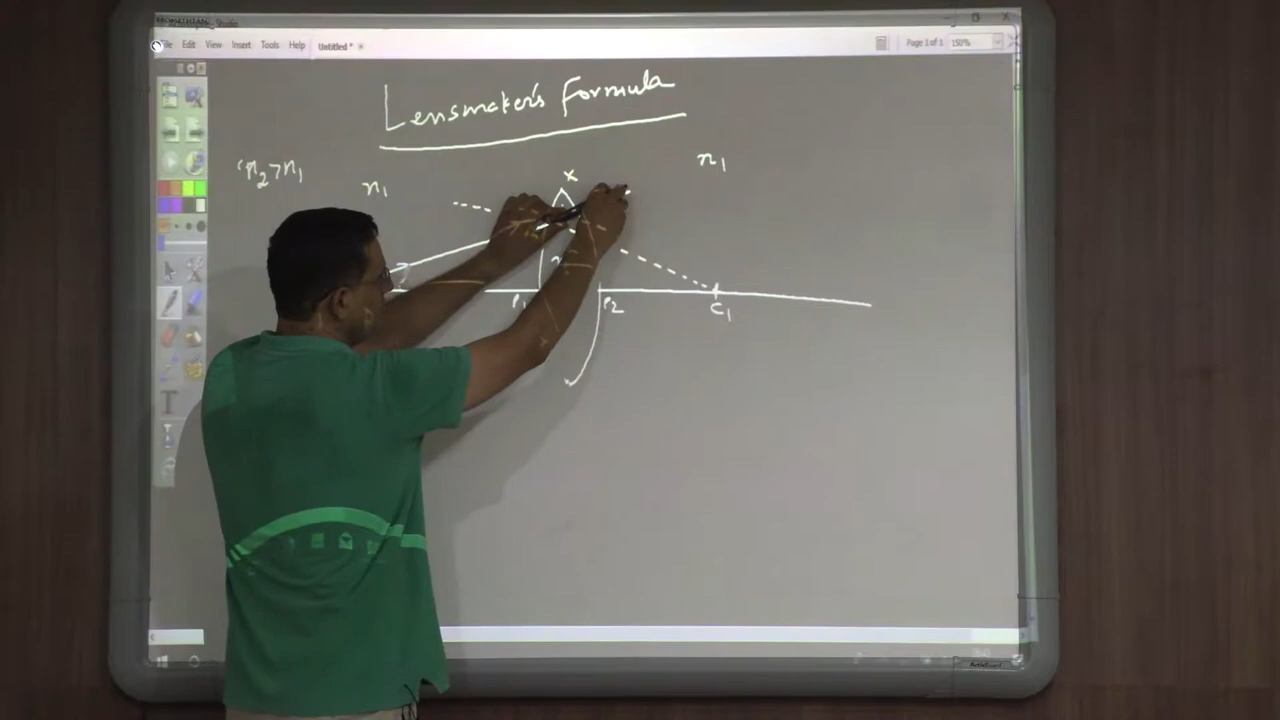 File Edit View Insert Tools Help Untitled * Page 1 of 1 150%
Lensmaker's Formula
n₂>n₁
n₁
n₁
X
P₁
P₂
C₁